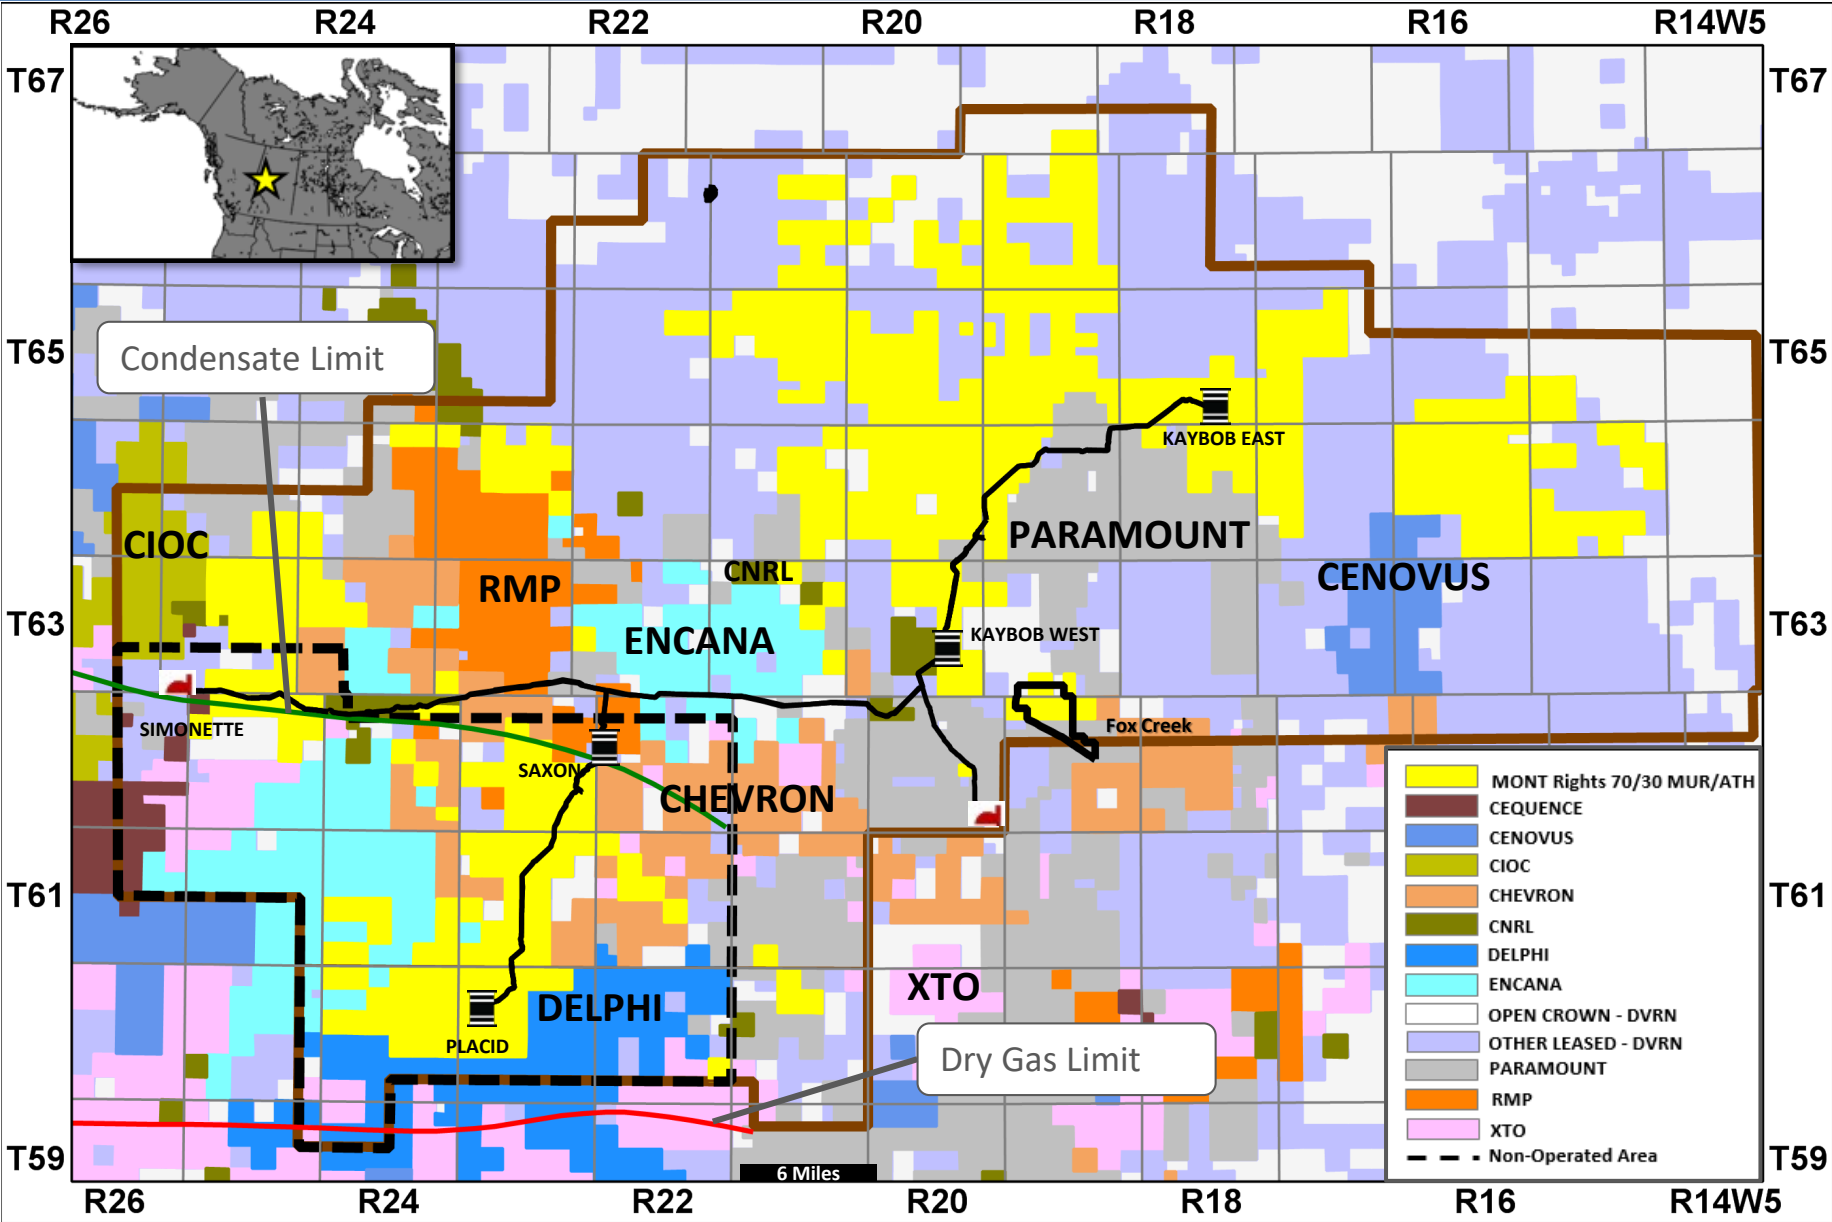 R26 R24 R22 R20 R18 R16 R14W5
T67 T67
T65 T65
Condensate Limit
KAYBOB EAST
CIOC
PARAMOUNT
CNRL
RMP
CENOVUS
T63 T63
ENCANA
KAYBOB WEST
SIMONETTE
Fox Creek
SAXON
CHEVRON
MONT Rights 70/30 MUR/ATH
CEQUENCE
CENOVUS
CIOC
T61 T61
CHEVRON
CNRL
DELPHI
ENCANA
XTO
DELPHI
OPEN CROWN - DVRN
OTHER LEASED - DVRN
PLACID
Dry Gas Limit
PARAMOUNT
RMP
XTO
Non-Operated Area
T59 T59
6 Miles
R26 R24 R22 R20 R18 R16 R14W5